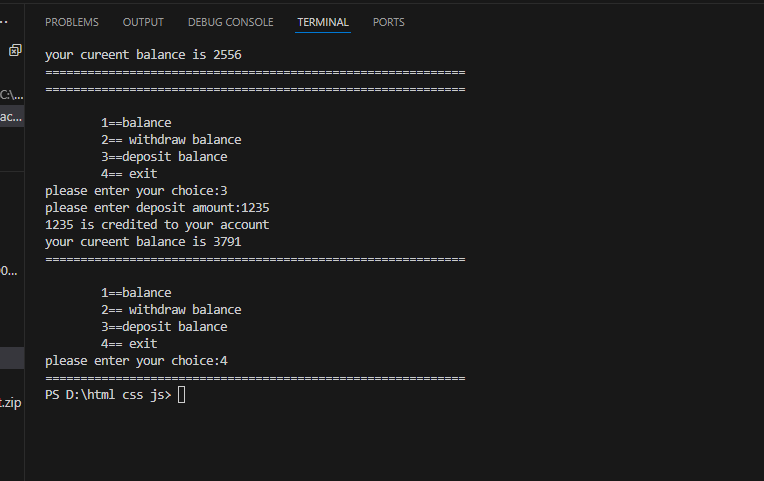 PROBLEMS OUTPUT DEBUG CONSOLE TERMINAL PORTS
your cureent balance is 2556
============================================================
============================================================
1==balance
2== withdraw balance
3==deposit balance
4== exit
please enter your choice:3
please enter deposit amount:1235
1235 is credited to your account
your cureent balance is 3791
============================================================
1==balance
2== withdraw balance
3==deposit balance
4== exit
please enter your choice:4
============================================================
PS D:\html css js>
C:\...
ac...
00...
t.zip